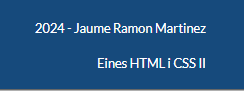 2024 - Jaume Ramon Martinez
Eines HTML i CSS II